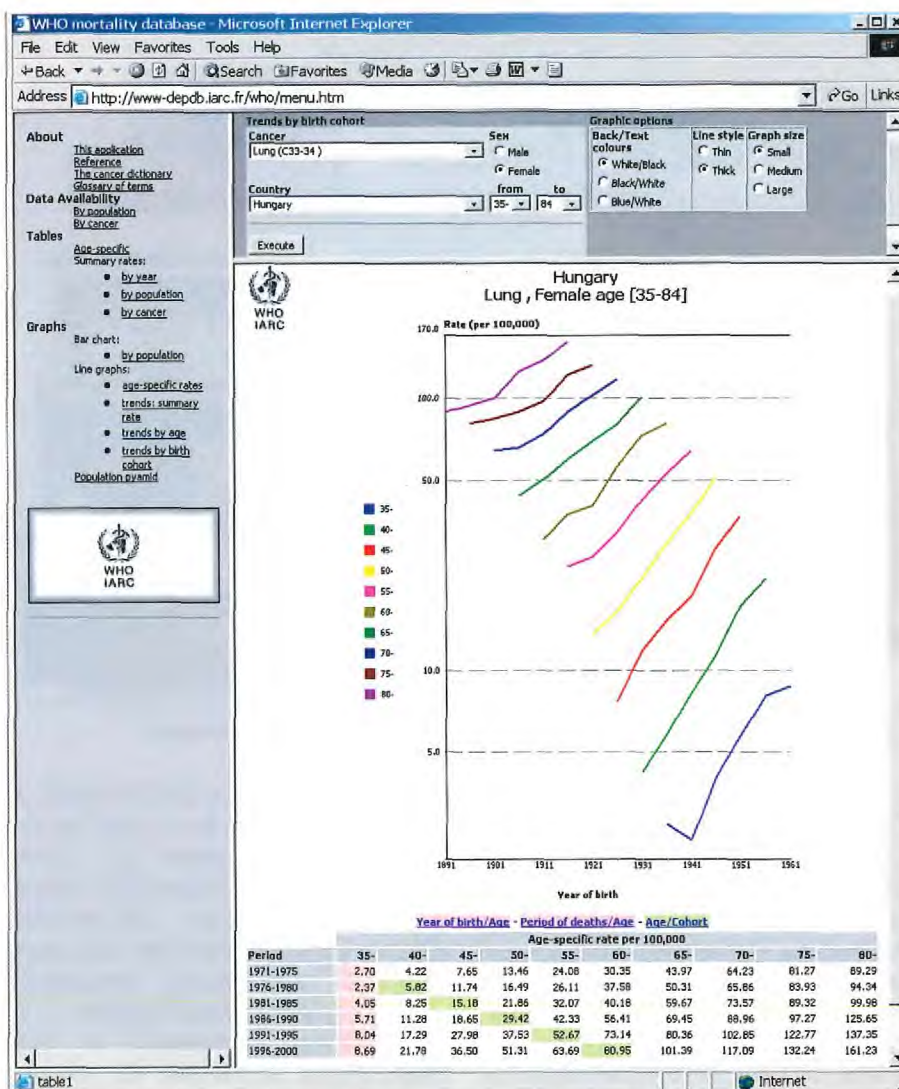 WHO mortality database - Microsoft Internet Explorer
File Edit View Favorites Tools Help
Back Search Favorites Media
Address http://www-depdb.iarc.fr/who/menu.htm Go Links
About
This application
Reference
The cancer dictionary
Glossary of terms
Data Availability
By population
By cancer
Tables
Age-specific
Summary rates:
by year
by population
by cancer
Graphs
Bar chart:
by population
Line graphs:
age-specific rates
trends: summary
rate
trends by age
trends by birth
cohort
Population pyamid
WHO
IARC
Trends by birth cohort
Cancer
Lung (C33-34 )
Sex
Male
Female
Country
Hungary
from to
35- 84
Execute
Graphic options
Back/Text
colours
White/Black
Black/White
Blue/White
Line style
Thin
Thick
Graph size
Small
Medium
Large
WHO
IARC
Hungary
Lung , Female age [35-84]
170.0 Rate (per 100,000)
100.0
50.0
10.0
5.0
35-
40-
45-
50-
55-
60-
65-
70-
75-
80-
1891 1901 1911 1921 1931 1941 1951 1961
Year of birth
Year of birth/Age - Period of deaths/Age - Age/Cohort
Age-specific rate per 100,000
Period 35- 40- 45- 50- 55- 60- 65- 70- 75- 80-
1971-1975 2,70 4,22 7,65 13,46 24,08 30,35 43,97 64,23 81,27 89,29
1976-1980 2,37 5,82 11,74 16,49 26,11 37,58 50,31 65,86 83,93 94,34
1981-1985 4,05 8,25 15,18 21,86 32,07 40,18 59,67 73,57 89,32 99,98
1986-1990 5,71 11,28 18,65 29,42 42,33 56,41 69,45 88,96 97,27 125,65
1991-1995 8,04 17,29 27,98 37,53 52,67 73,14 80,36 102,85 122,77 137,35
1996-2000 8,69 21,78 36,50 51,31 63,69 80,95 101,39 117,09 132,24 161,23
table1 Internet